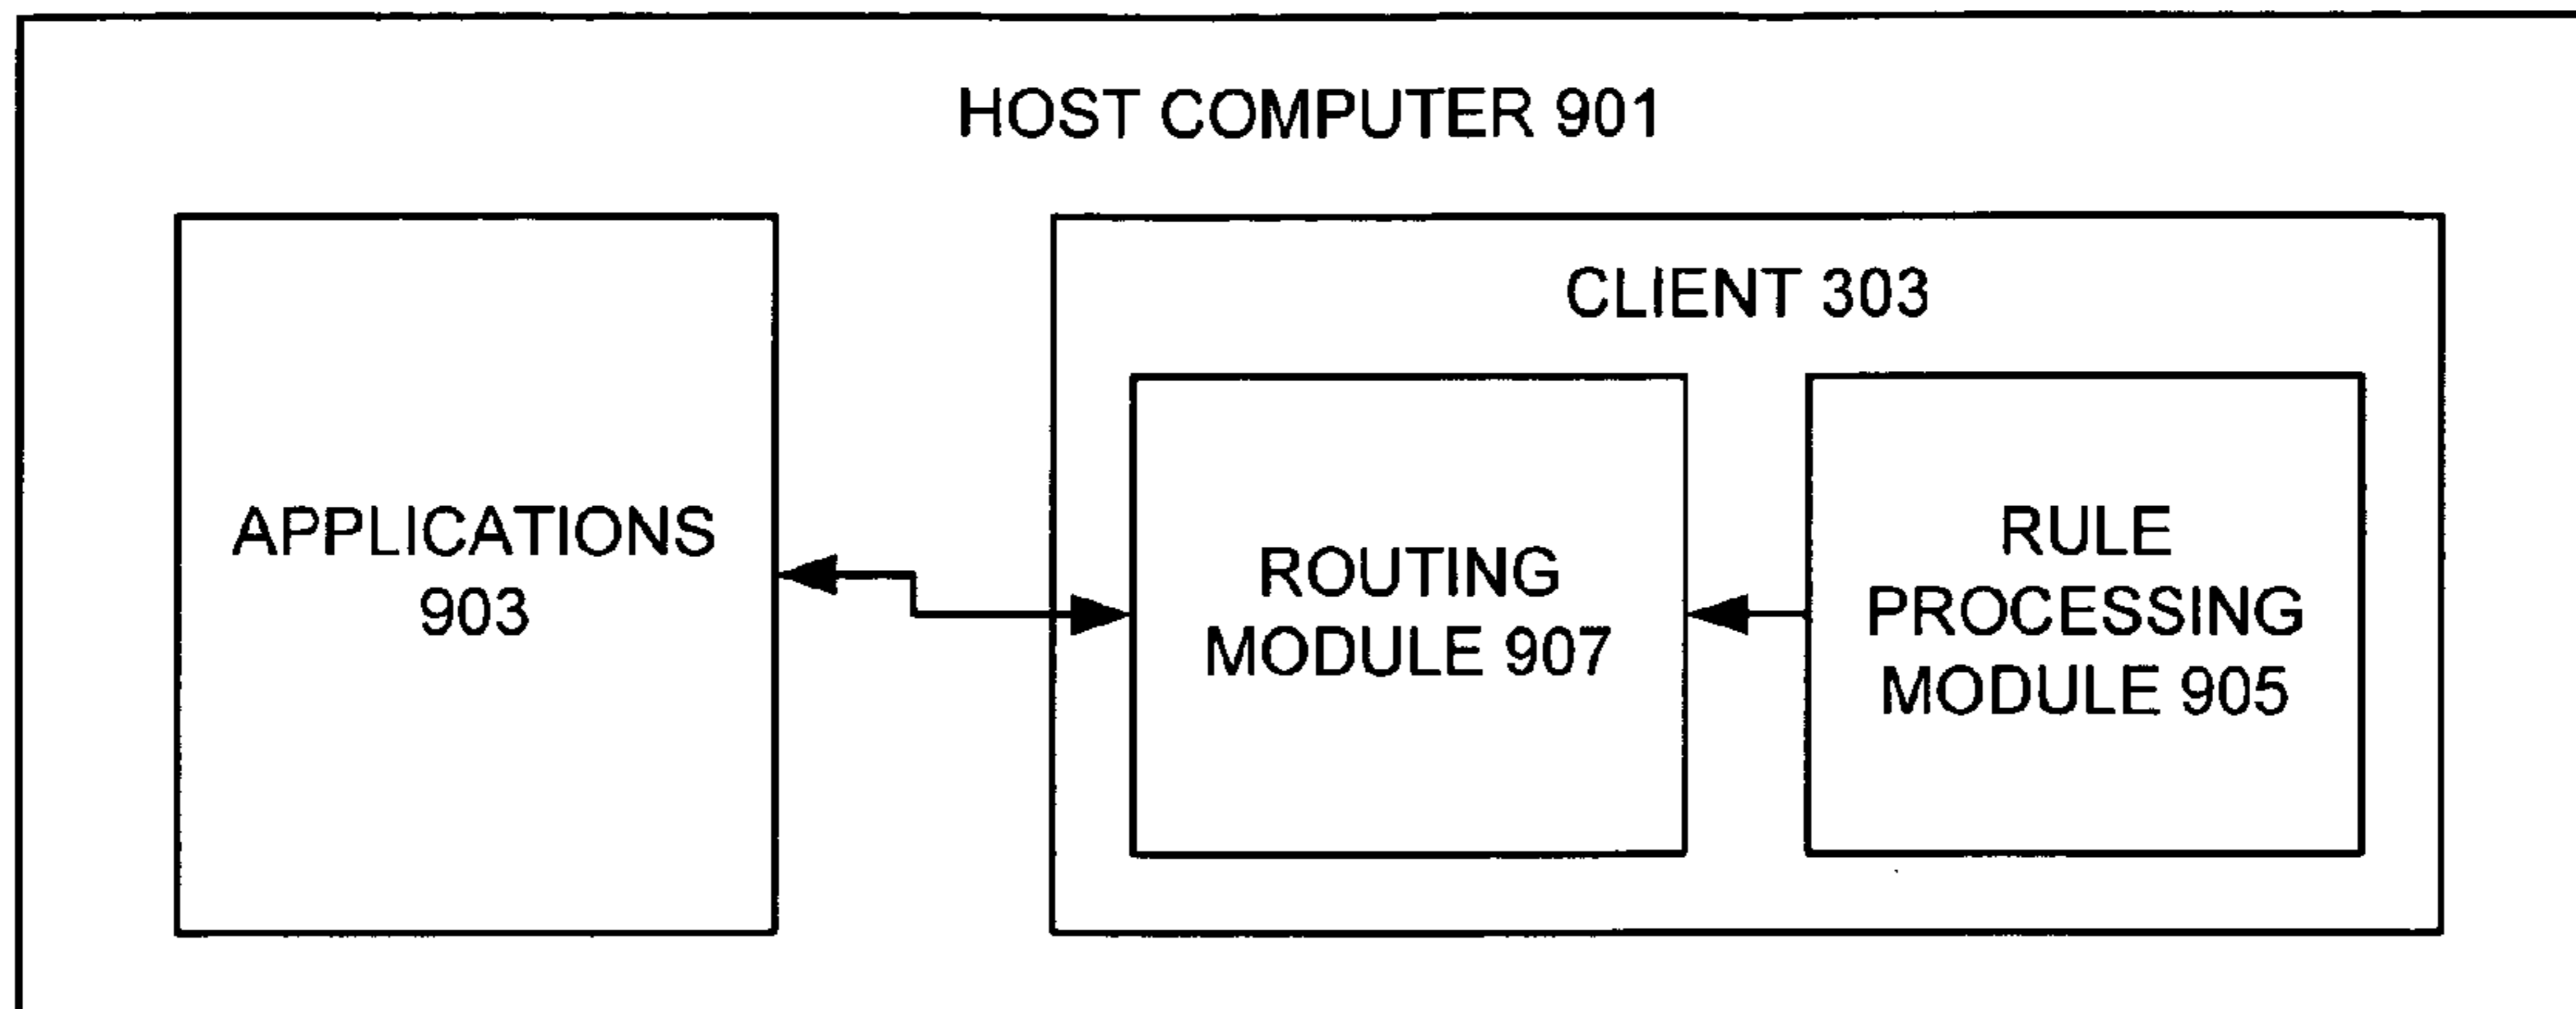 HOST COMPUTER 901
CLIENT 303
APPLICATIONS
903
ROUTING
MODULE 907
RULE
PROCESSING
MODULE 905